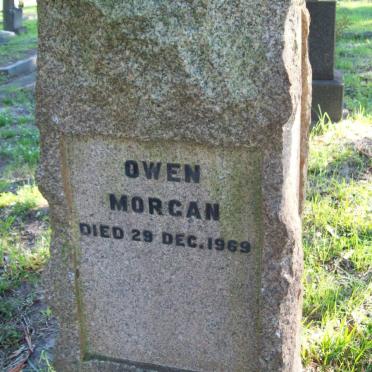 OWEN
MORGAN
DIED 29 DEC. 1969